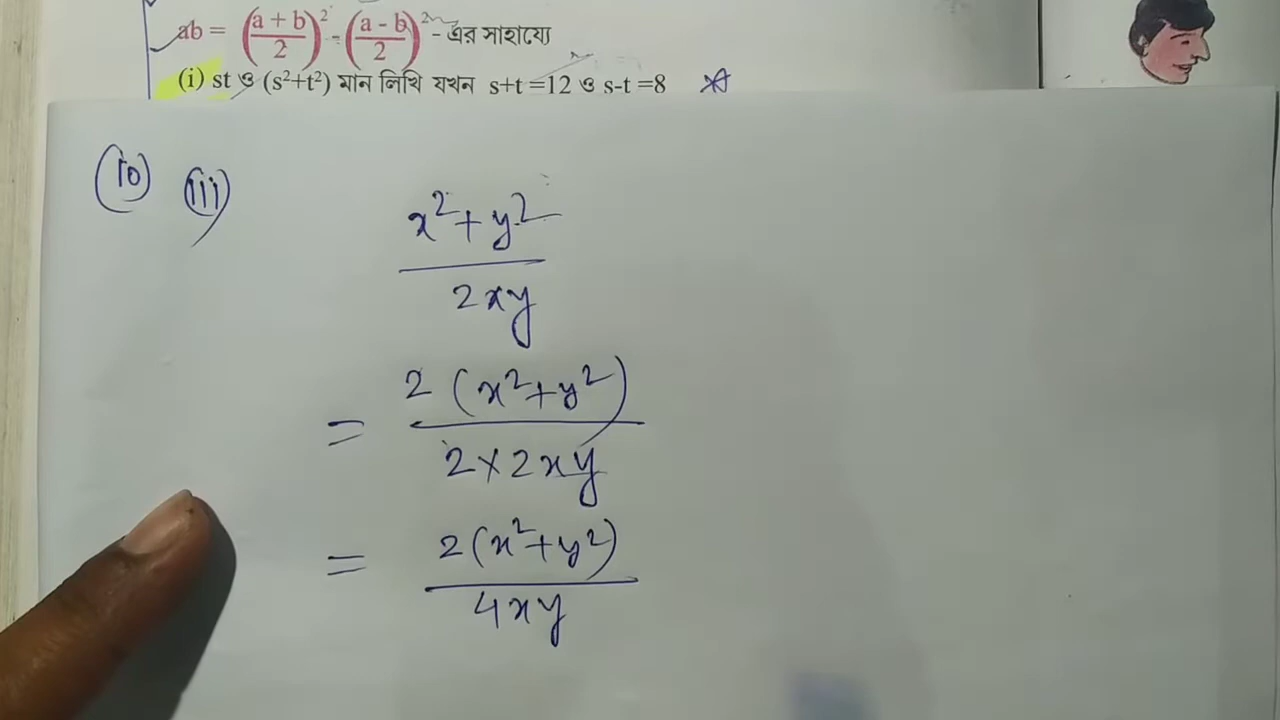 ab = ((a + b)/2)² - ((a - b)/2)² - এর সাহায্যে
(i) st ও (s²+t²) মান লিখি যখন s+t =12 ও s-t =8
(10) (iii)
x² + y²
2xy
= 2 (x²+y²)
2×2xy
= 2(x²+y²)
4xy